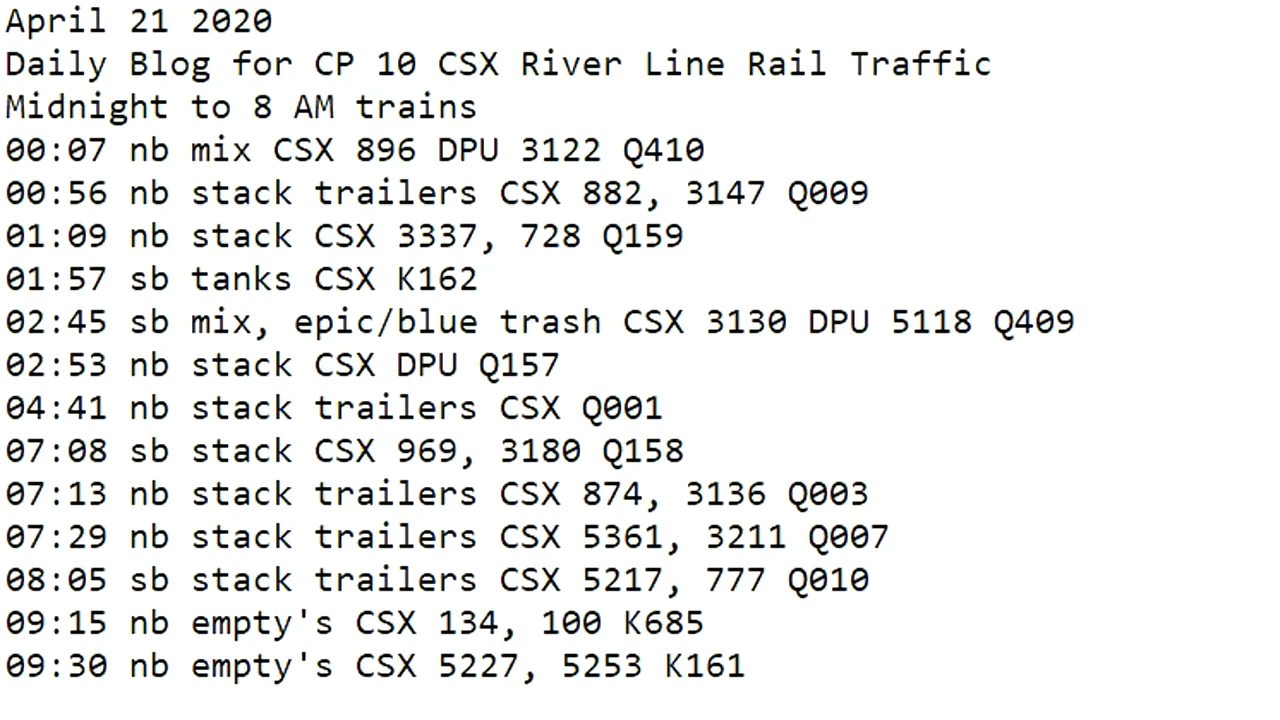 April 21 2020
Daily Blog for CP 10 CSX River Line Rail Traffic
Midnight to 8 AM trains
00:07 nb mix CSX 896 DPU 3122 Q410
00:56 nb stack trailers CSX 882, 3147 Q009
01:09 nb stack CSX 3337, 728 Q159
01:57 sb tanks CSX K162
02:45 sb mix, epic/blue trash CSX 3130 DPU 5118 Q409
02:53 nb stack CSX DPU Q157
04:41 nb stack trailers CSX Q001
07:08 sb stack CSX 969, 3180 Q158
07:13 nb stack trailers CSX 874, 3136 Q003
07:29 nb stack trailers CSX 5361, 3211 Q007
08:05 sb stack trailers CSX 5217, 777 Q010
09:15 nb empty's CSX 134, 100 K685
09:30 nb empty's CSX 5227, 5253 K161